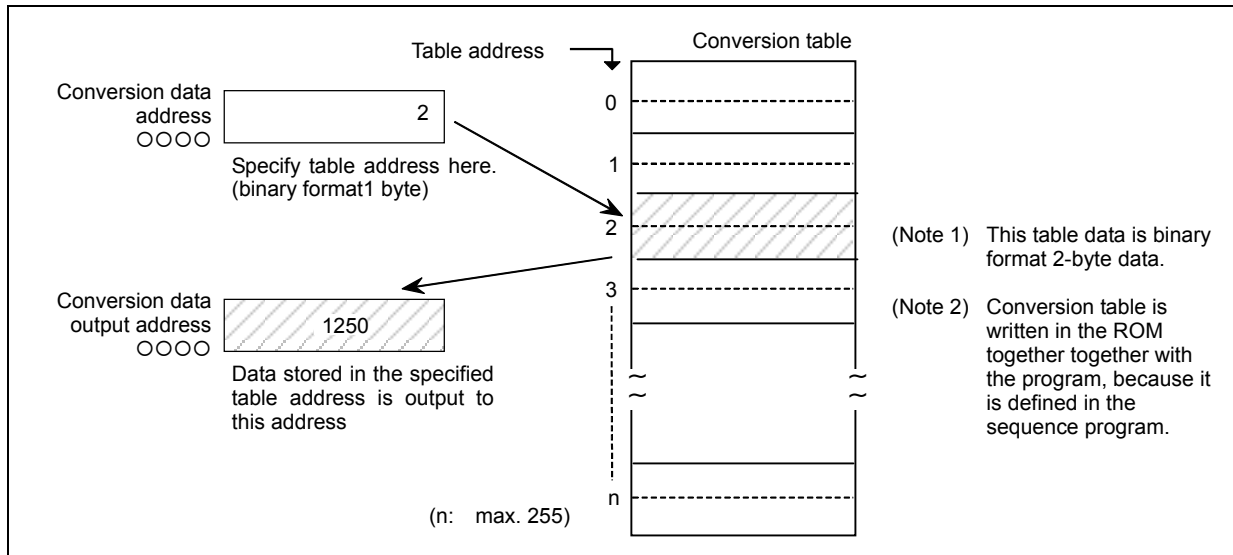 Table address
Conversion table
Conversion data
address
○○○○
2
Specify table address here.
(binary format1 byte)
0
1
2
3
n
(Note 1) This table data is binary
format 2-byte data.
(Note 2) Conversion table is
written in the ROM
together together with
the program, because it
is defined in the
sequence program.
Conversion data
output address
○○○○
1250
Data stored in the specified
table address is output to
this address
(n: max. 255)